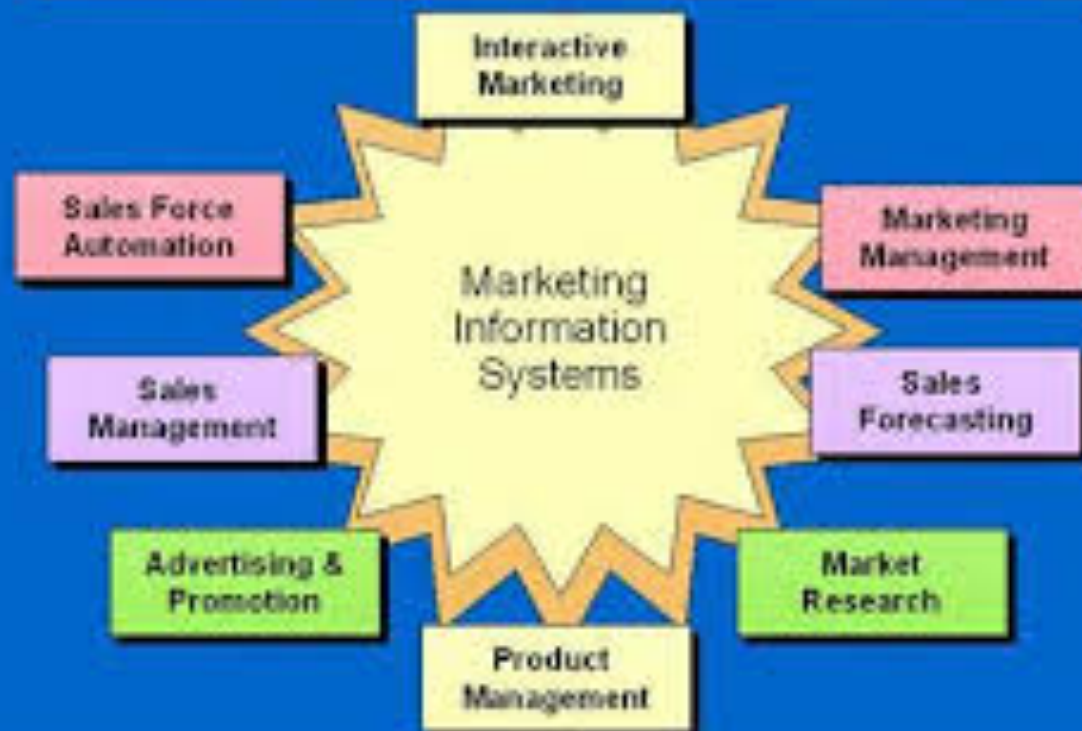 Interactive
Marketing
Sales Force
Automation
Marketing
Management
Marketing
Information
Systems
Sales
Management
Sales
Forecasting
Advertising &
Promotion
Market
Research
Product
Management